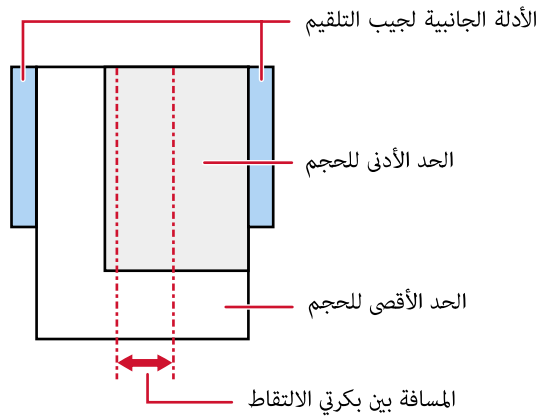 الأدلة الجانبية لجيب التلقيم
الحد الأدنى للحجم
الحد الأقصى للحجم
المسافة بين بكرتي الالتقاط